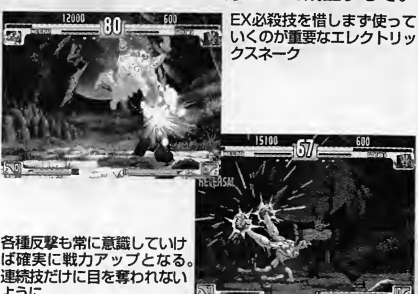 EX必殺技を惜しまず使って
いくのが重要なエレクトリッ
クスネーク
12000
80
600
15100
67
600
REVERSAL
各種反撃も常に意識していけ
ば確実に戦力アップとなる。
連続技だけに目を奪われない
ように